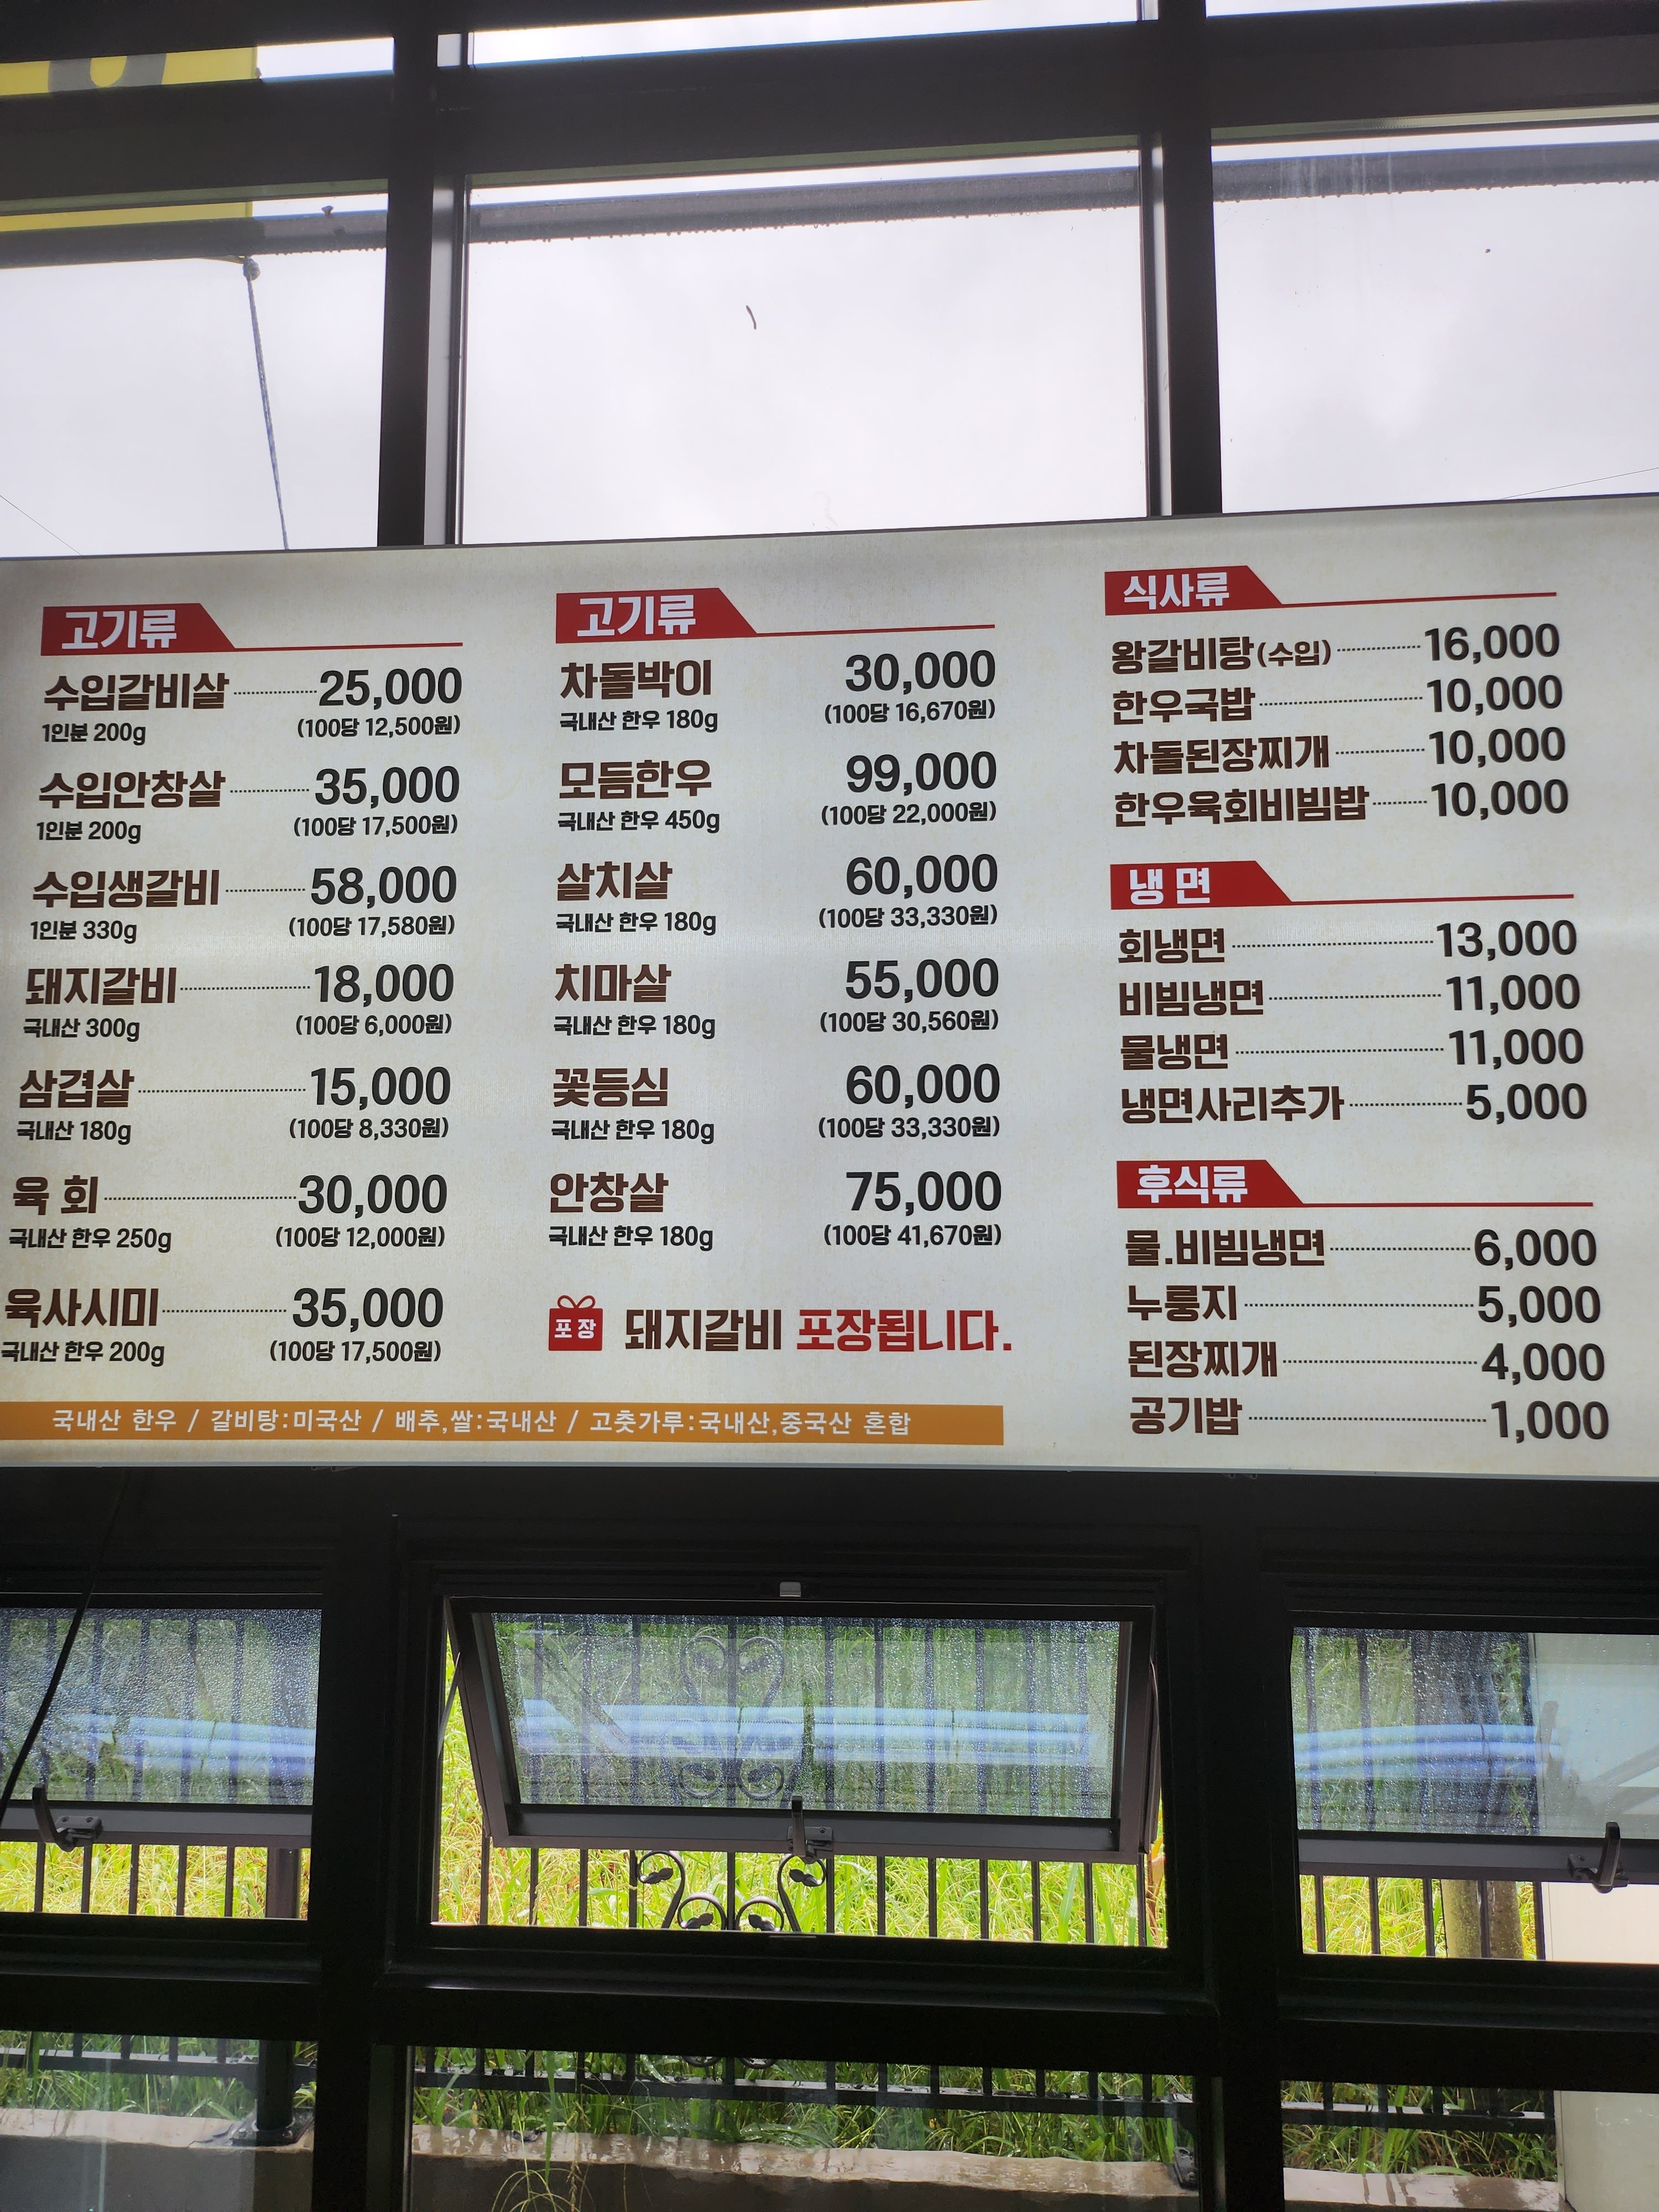 고기류
수입갈비살 25,000
1인분 200g (100당 12,500원)
수입안창살 35,000
1인분 200g (100당 17,500원)
수입생갈비 58,000
1인분 330g (100당 17,580원)
돼지갈비 18,000
국내산 300g (100당 6,000원)
삼겹살 15,000
국내산 180g (100당 8,330원)
육 회 30,000
국내산 한우 250g (100당 12,000원)
육사시미 35,000
국내산 한우 200g (100당 17,500원)
고기류
차돌박이 30,000
국내산 한우 180g (100당 16,670원)
모듬한우 99,000
국내산 한우 450g (100당 22,000원)
살치살 60,000
국내산 한우 180g (100당 33,330원)
치마살 55,000
국내산 한우 180g (100당 30,560원)
꽃등심 60,000
국내산 한우 180g (100당 33,330원)
안창살 75,000
국내산 한우 180g (100당 41,670원)
포장 돼지갈비 포장됩니다.
국내산 한우 / 갈비탕:미국산 / 배추,쌀:국내산 / 고춧가루:국내산,중국산 혼합
식사류
왕갈비탕(수입) 16,000
한우국밥 10,000
차돌된장찌개 10,000
한우육회비빔밥 10,000
냉 면
회냉면 13,000
비빔냉면 11,000
물냉면 11,000
냉면사리추가 5,000
후식류
물.비빔냉면 6,000
누룽지 5,000
된장찌개 4,000
공기밥 1,000